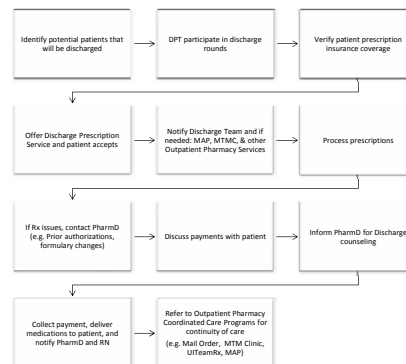 Identify potential patients that
will be discharged
DPT participate in discharge
rounds
Verify patient prescription
insurance coverage
Offer Discharge Prescription
Service and patient accepts
Notify Discharge Team and if
needed: MAP, MTMC, & other
Outpatient Pharmacy Services
Process prescriptions
If Rx issues, contact PharmD
(e.g. Prior authorizations,
formulary changes)
Discuss payments with patient
Inform PharmD for Discharge
counseling
Collect payment, deliver
medications to patient, and
notify PharmD and RN
Refer to Outpatient Pharmacy
Coordinated Care Programs for
continuity of care
(e.g. Mail Order, MTM Clinic,
UITeamRx, MAP)